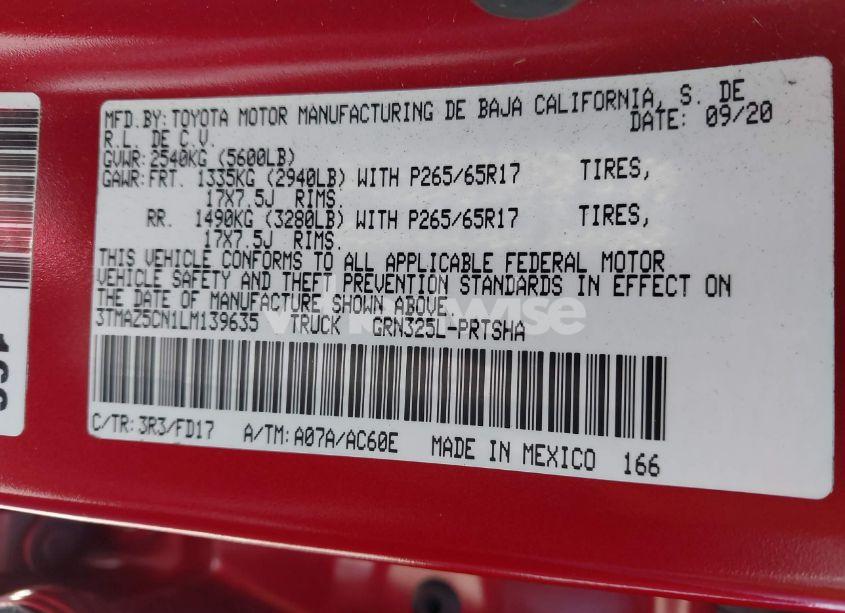 MFD.BY: TOYOTA MOTOR MANUFACTURING DE BAJA CALIFORNIA, S. DE
R.L. DE C.V. DATE: 09/20
GVWR: 2540KG (5600LB)
GAWR: FRT. 1335KG (2940LB) WITH P265/65R17 TIRES,
17X7.5J RIMS.
RR. 1490KG (3280LB) WITH P265/65R17 TIRES,
17X7.5J RIMS.
THIS VEHICLE CONFORMS TO ALL APPLICABLE FEDERAL MOTOR
VEHICLE SAFETY AND THEFT PREVENTION STANDARDS IN EFFECT ON
THE DATE OF MANUFACTURE SHOWN ABOVE.
3TMAZ5CN1LM139635 TRUCK GRN325L-PRTSHA
C/TR: 3R3/FD17 A/TM: A07A/AC60E MADE IN MEXICO 166